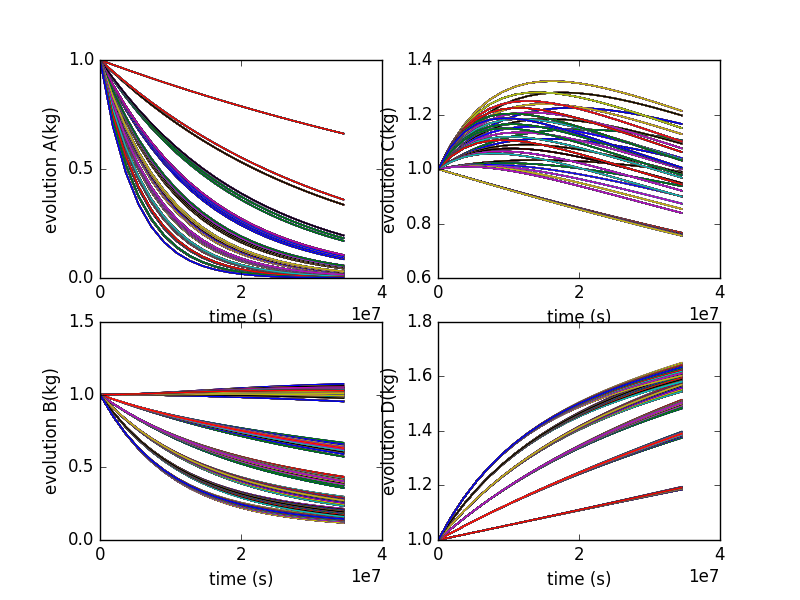 1.0
0.5
0.0
evolution A(kg)
0 2 4
1e7
time (s)
1.4
1.2
1.0
0.8
0.6
evolution C(kg)
0 2 4
1e7
time (s)
1.5
1.0
0.5
0.0
evolution B(kg)
0 2 4
1e7
time (s)
1.8
1.6
1.4
1.2
1.0
evolution D(kg)
0 2 4
1e7
time (s)